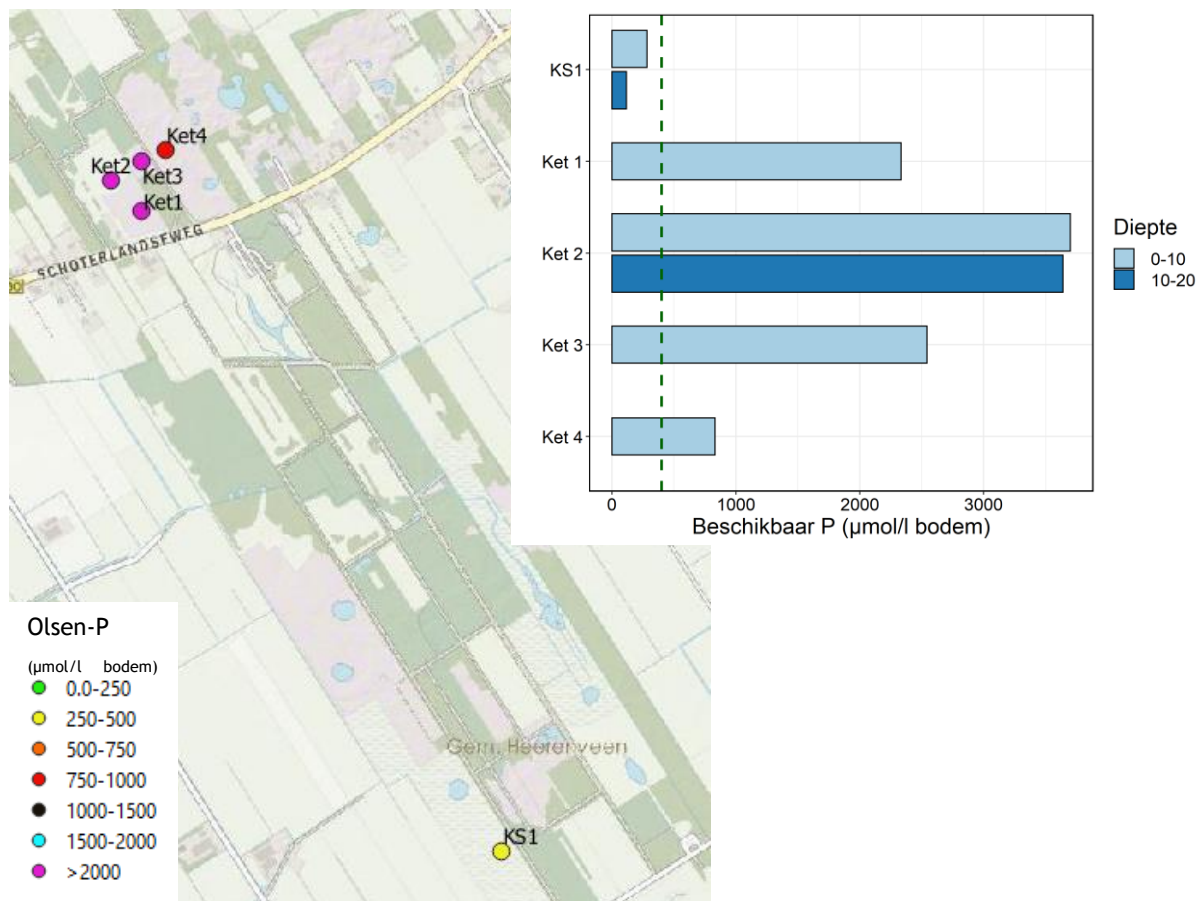 Ket4
Ket2
Ket3
Ket1
SCHOTERLANDSEWEG
Gem. Heerenveen
KS1
Olsen-P
(µmol/l bodem)
0.0-250
250-500
500-750
750-1000
1000-1500
1500-2000
>2000
KS1
Ket 1
Ket 2
Ket 3
Ket 4
0 1000 2000 3000
Beschikbaar P (µmol/l bodem)
Diepte
0-10
10-20